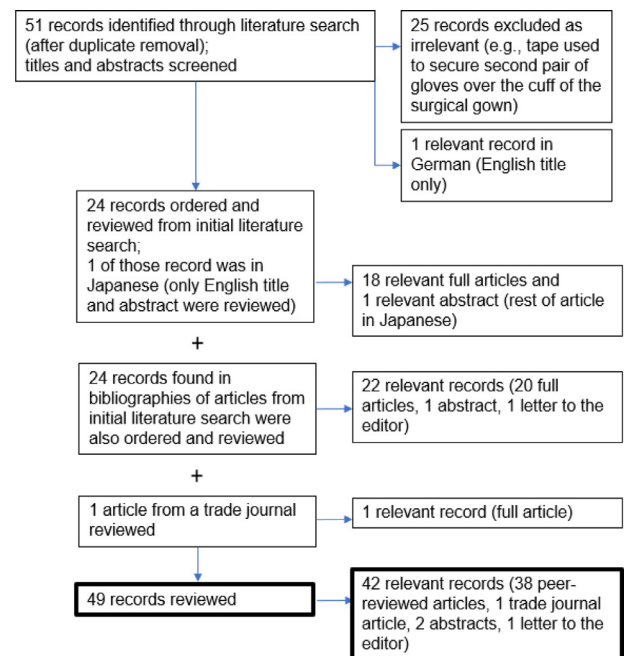 51 records identified through literature search
(after duplicate removal);
titles and abstracts screened
25 records excluded as
irrelevant (e.g., tape used
to secure second pair of
gloves over the cuff of the
surgical gown)
1 relevant record in
German (English title
only)
24 records ordered and
reviewed from initial literature
search;
1 of those record was in
Japanese (only English title
and abstract were reviewed)
18 relevant full articles and
1 relevant abstract (rest of article
in Japanese)
+
24 records found in
bibliographies of articles from
initial literature search were
also ordered and reviewed
22 relevant records (20 full
articles, 1 abstract, 1 letter to the
editor)
+
1 article from a trade journal
reviewed
1 relevant record (full article)
49 records reviewed
42 relevant records (38 peer-
reviewed articles, 1 trade journal
article, 2 abstracts, 1 letter to the
editor)